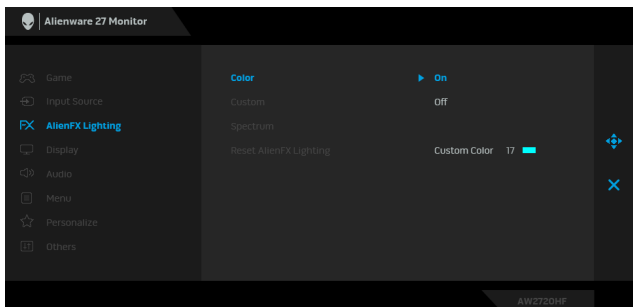 Alienware 27 Monitor
Game
Input Source
FX AlienFX Lighting
Display
Audio
Menu
Personalize
Others
Color
On
Custom
Off
Spectrum
Reset AlienFX Lighting
Custom Color 17
AW2720HF